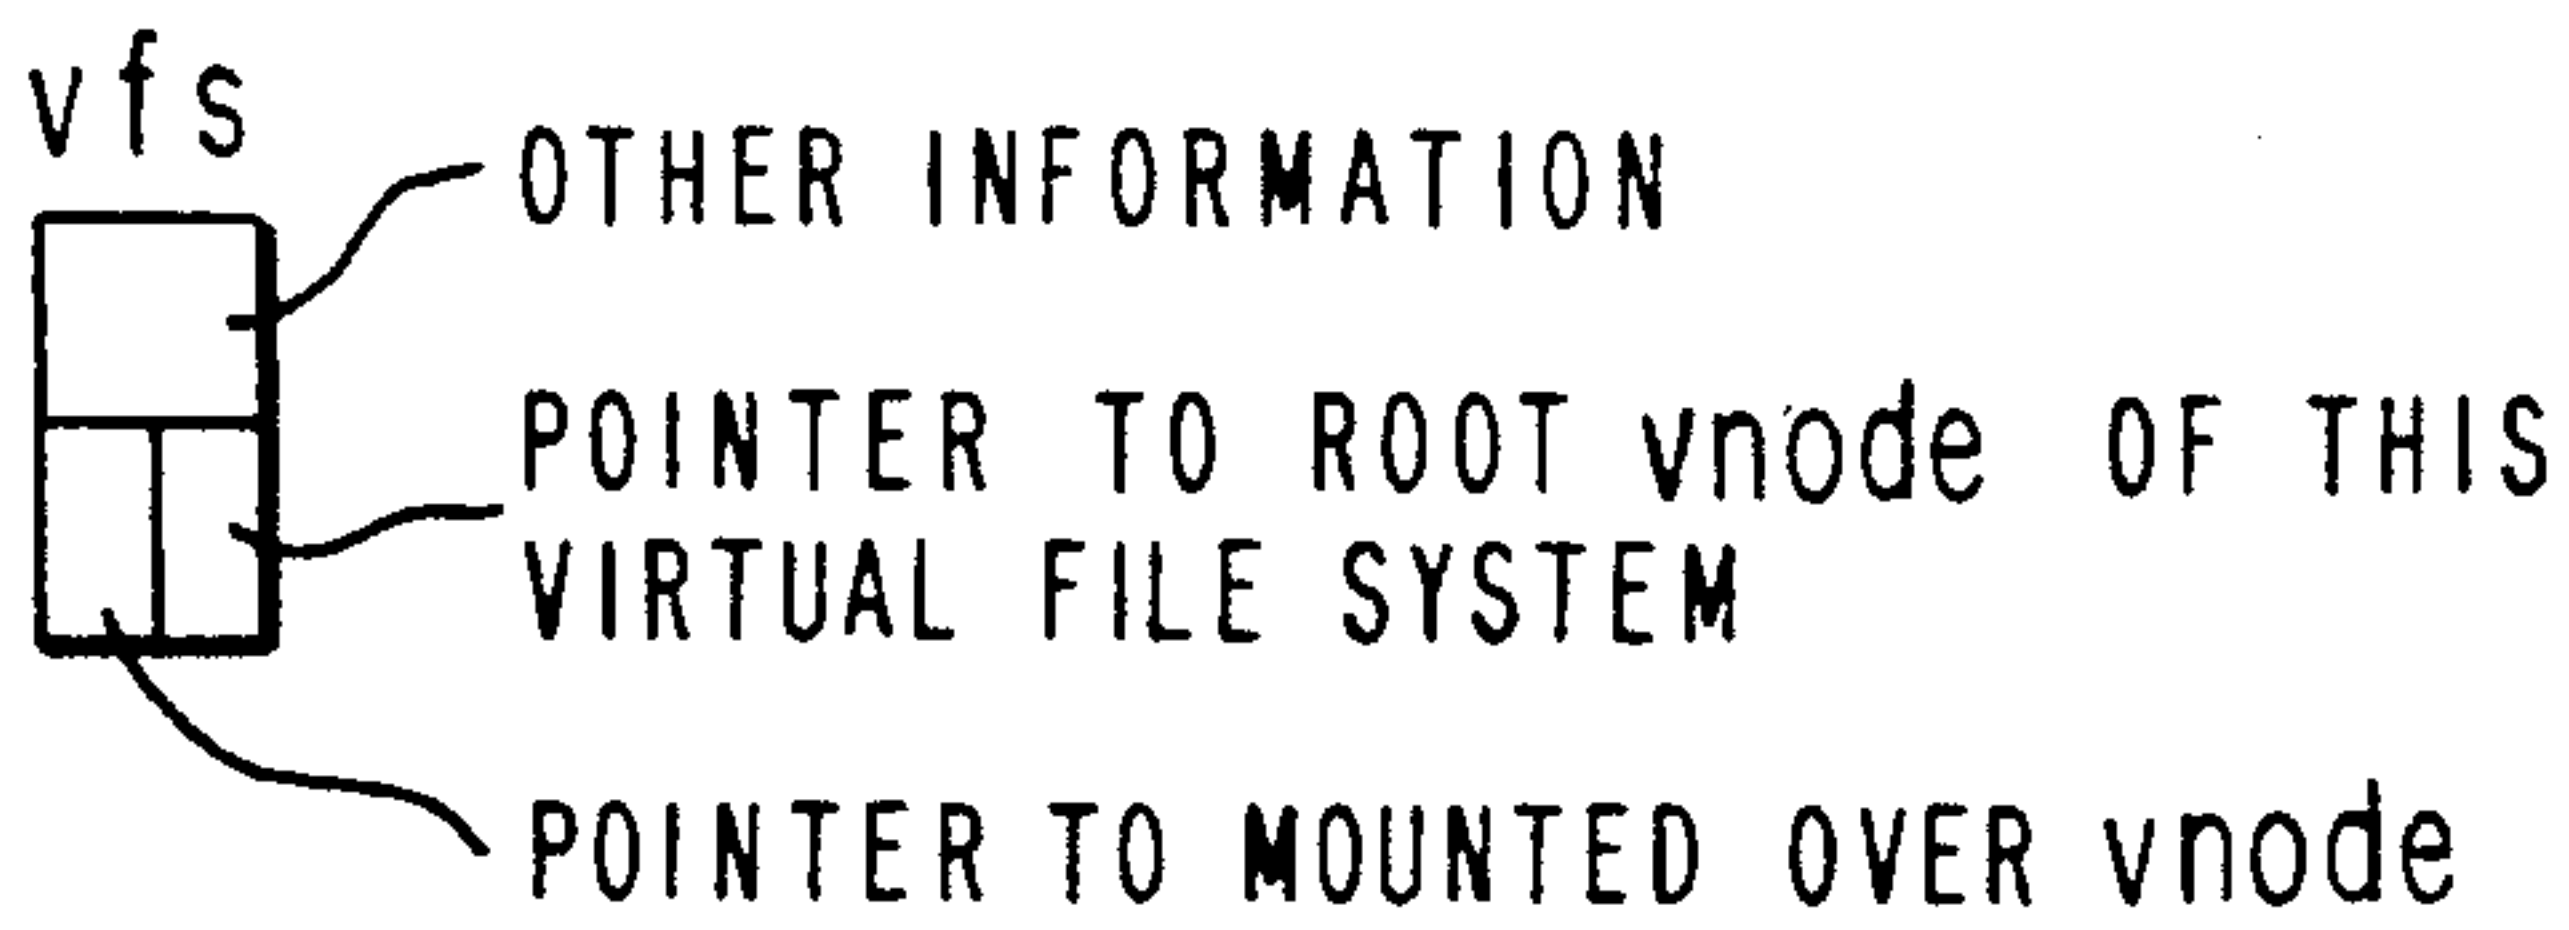 vfs
OTHER INFORMATION
POINTER TO ROOT vnode OF THIS
VIRTUAL FILE SYSTEM
POINTER TO MOUNTED OVER vnode